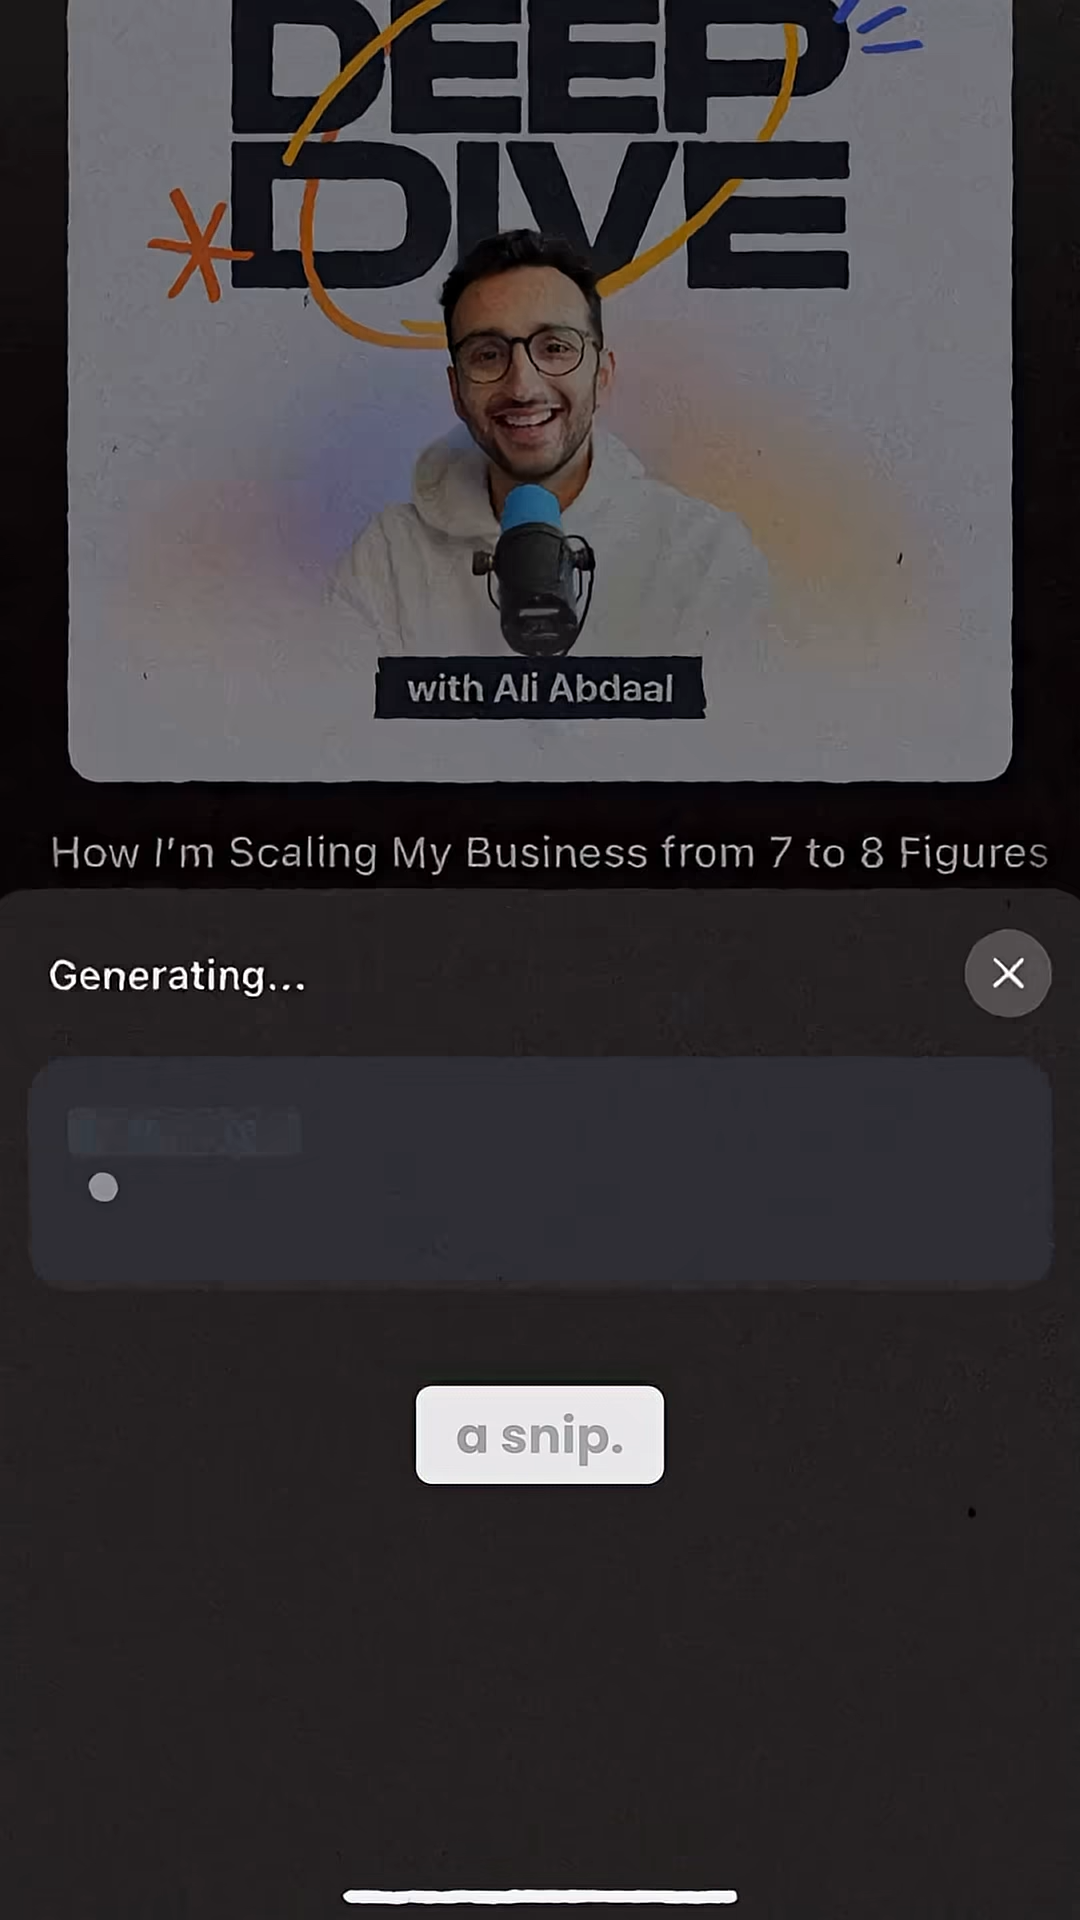 DEEP
DIVE
with Ali Abdaal
How I'm Scaling My Business from 7 to 8 Figures
Generating...
a snip.